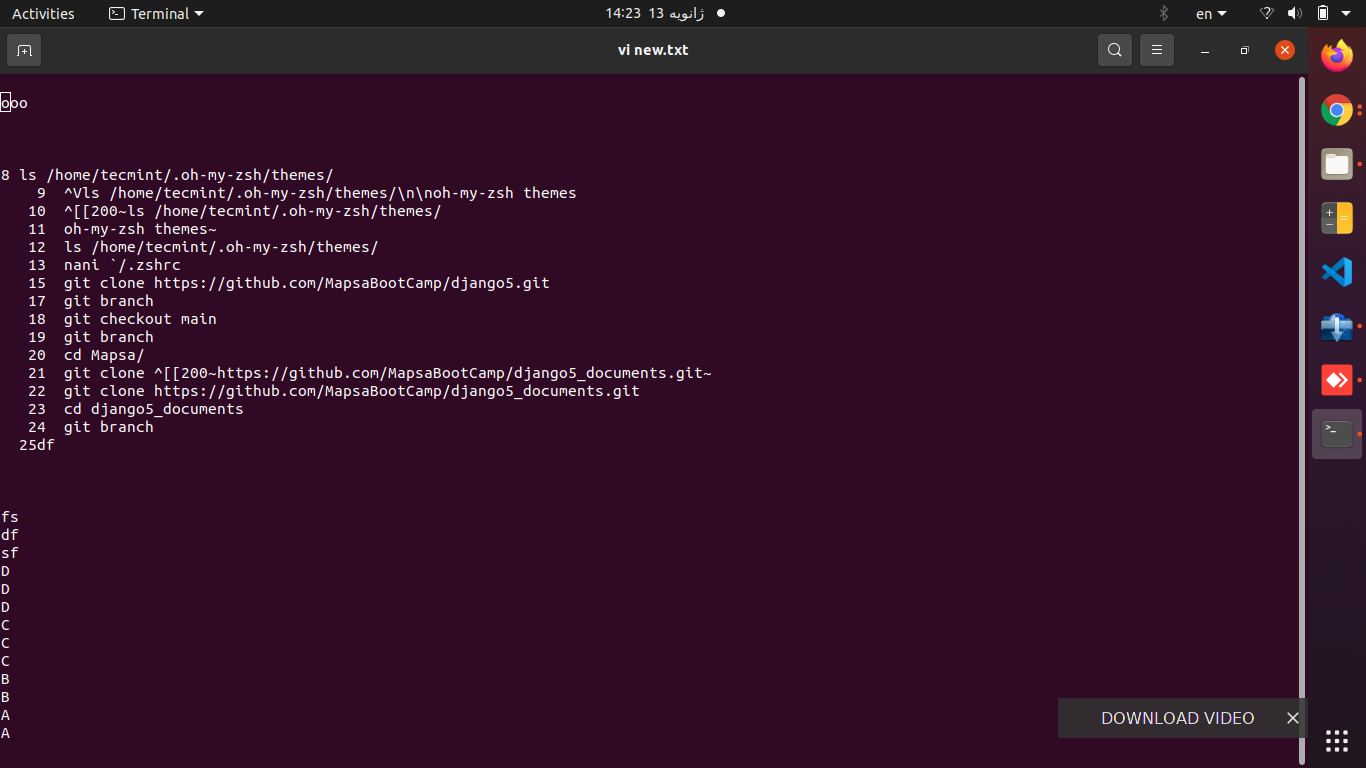 Activities
Terminal
14:23 ژانویه 13
en
vi new.txt
ooo
8 ls /home/tecmint/.oh-my-zsh/themes/
    9  ^Vls /home/tecmint/.oh-my-zsh/themes/\n\noh-my-zsh themes
   10  ^[[200~ls /home/tecmint/.oh-my-zsh/themes/
   11  oh-my-zsh themes~
   12  ls /home/tecmint/.oh-my-zsh/themes/
   13  nani `/.zshrc
   15  git clone https://github.com/MapsaBootCamp/django5.git
   17  git branch
   18  git checkout main
   19  git branch
   20  cd Mapsa/
   21  git clone ^[[200~https://github.com/MapsaBootCamp/django5_documents.git~
   22  git clone https://github.com/MapsaBootCamp/django5_documents.git
   23  cd django5_documents
   24  git branch
  25df
fs
df
sf
D
D
D
C
C
C
B
B
A
A
DOWNLOAD VIDEO